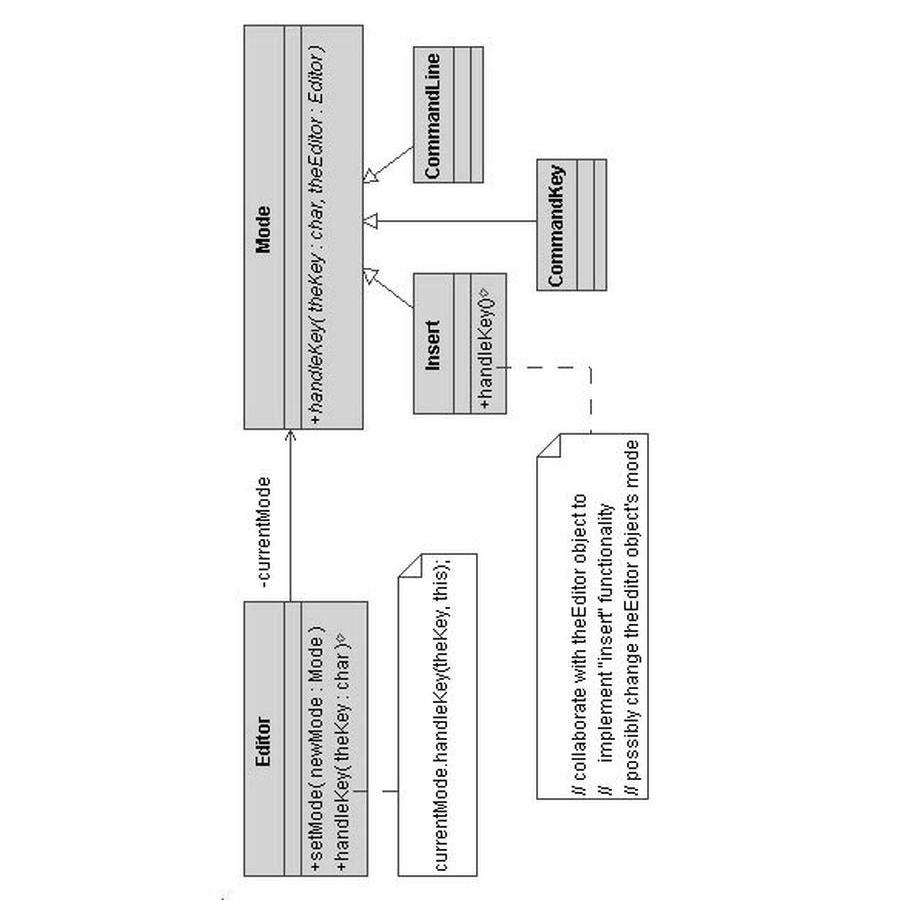 Editor
+setMode( newMode : Mode )
+handleKey( theKey : char )
currentMode.handleKey(theKey, this);
-currentMode
Mode
+handleKey( theKey : char, theEditor : Editor )
Insert
+handleKey()
CommandKey
CommandLine
// collaborate with theEditor object to
// implement "insert" functionality
// possibly change theEditor object's mode